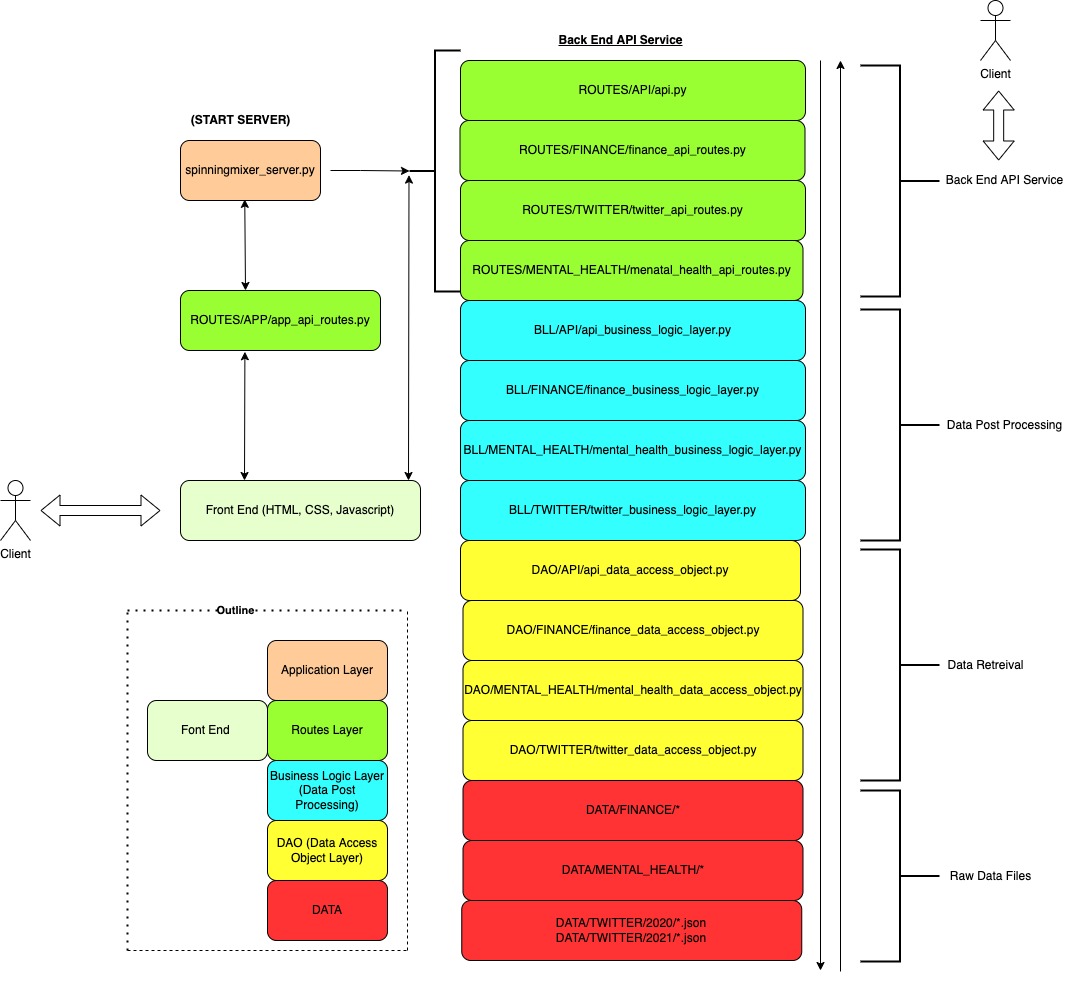 Back End API Service
Client
ROUTES/API/api.py
(START SERVER)
spinningmixer_server.py
ROUTES/FINANCE/finance_api_routes.py
Back End API Service
ROUTES/TWITTER/twitter_api_routes.py
ROUTES/MENTAL_HEALTH/menatal_health_api_routes.py
ROUTES/APP/app_api_routes.py
BLL/API/api_business_logic_layer.py
BLL/FINANCE/finance_business_logic_layer.py
Data Post Processing
BLL/MENTAL_HEALTH/mental_health_business_logic_layer.py
Front End (HTML, CSS, Javascript)
BLL/TWITTER/twitter_business_logic_layer.py
Client
DAO/API/api_data_access_object.py
Outline
DAO/FINANCE/finance_data_access_object.py
Application Layer
Data Retreival
DAO/MENTAL_HEALTH/mental_health_data_access_object.py
Font End
Routes Layer
DAO/TWITTER/twitter_data_access_object.py
Business Logic Layer
(Data Post
Processing)
DATA/FINANCE/*
DAO (Data Access
Object Layer)
DATA/MENTAL_HEALTH/*
Raw Data Files
DATA
DATA/TWITTER/2020/*.json
DATA/TWITTER/2021/*.json